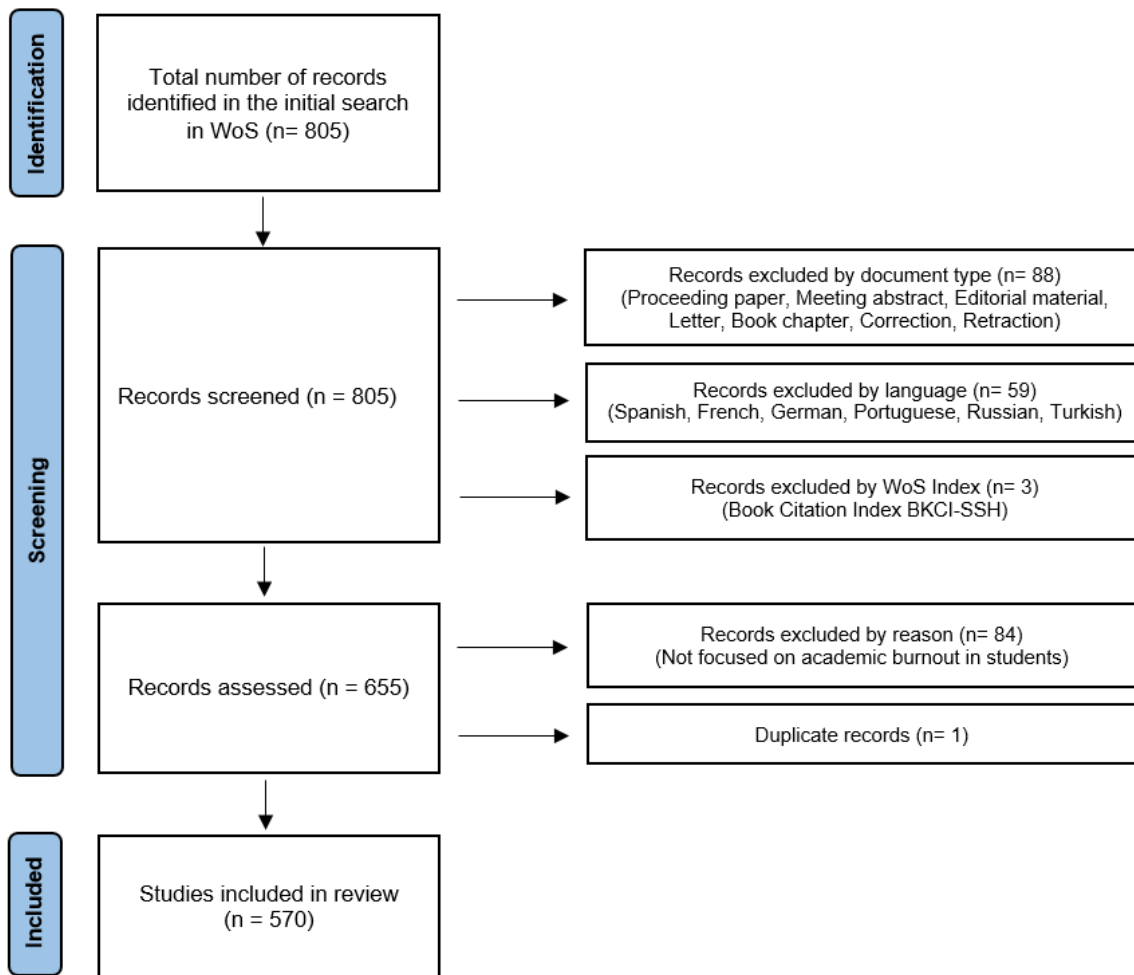 Identification
Total number of records
identified in the initial search
in WoS (n= 805)
Screening
Records screened (n = 805)
Records excluded by document type (n= 88)
(Proceeding paper, Meeting abstract, Editorial material,
Letter, Book chapter, Correction, Retraction)
Records excluded by language (n= 59)
(Spanish, French, German, Portuguese, Russian, Turkish)
Records excluded by WoS Index (n= 3)
(Book Citation Index BKCI-SSH)
Records assessed (n = 655)
Records excluded by reason (n= 84)
(Not focused on academic burnout in students)
Duplicate records (n= 1)
Included
Studies included in review
(n = 570)